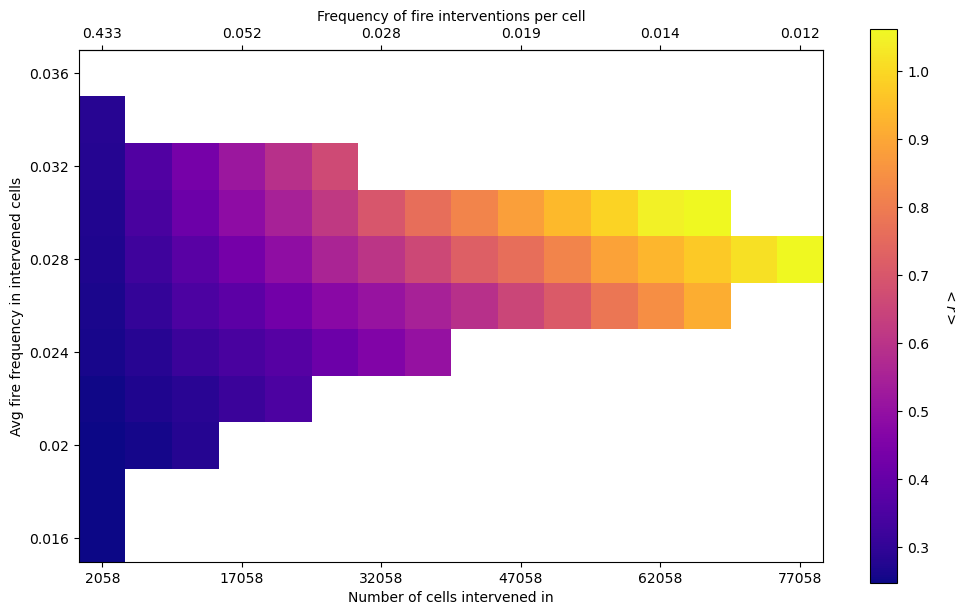 Frequency of fire interventions per cell
0.433 0.052 0.028 0.019 0.014 0.012
0.036
0.032
0.028
0.024
0.02
0.016
Avg fire frequency in intervened cells
2058 17058 32058 47058 62058 77058
Number of cells intervened in
1.0
0.9
0.8
0.7
0.6
0.5
0.4
0.3
< r >